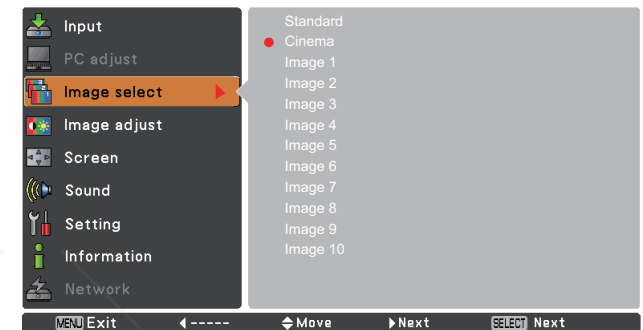 Input
PC adjust
Image select
Image adjust
Screen
Sound
Setting
Information
Network
Standard
Cinema
Image 1
Image 2
Image 3
Image 4
Image 5
Image 6
Image 7
Image 8
Image 9
Image 10
MENU Exit ◀----- Move ▶Next SELECT Next